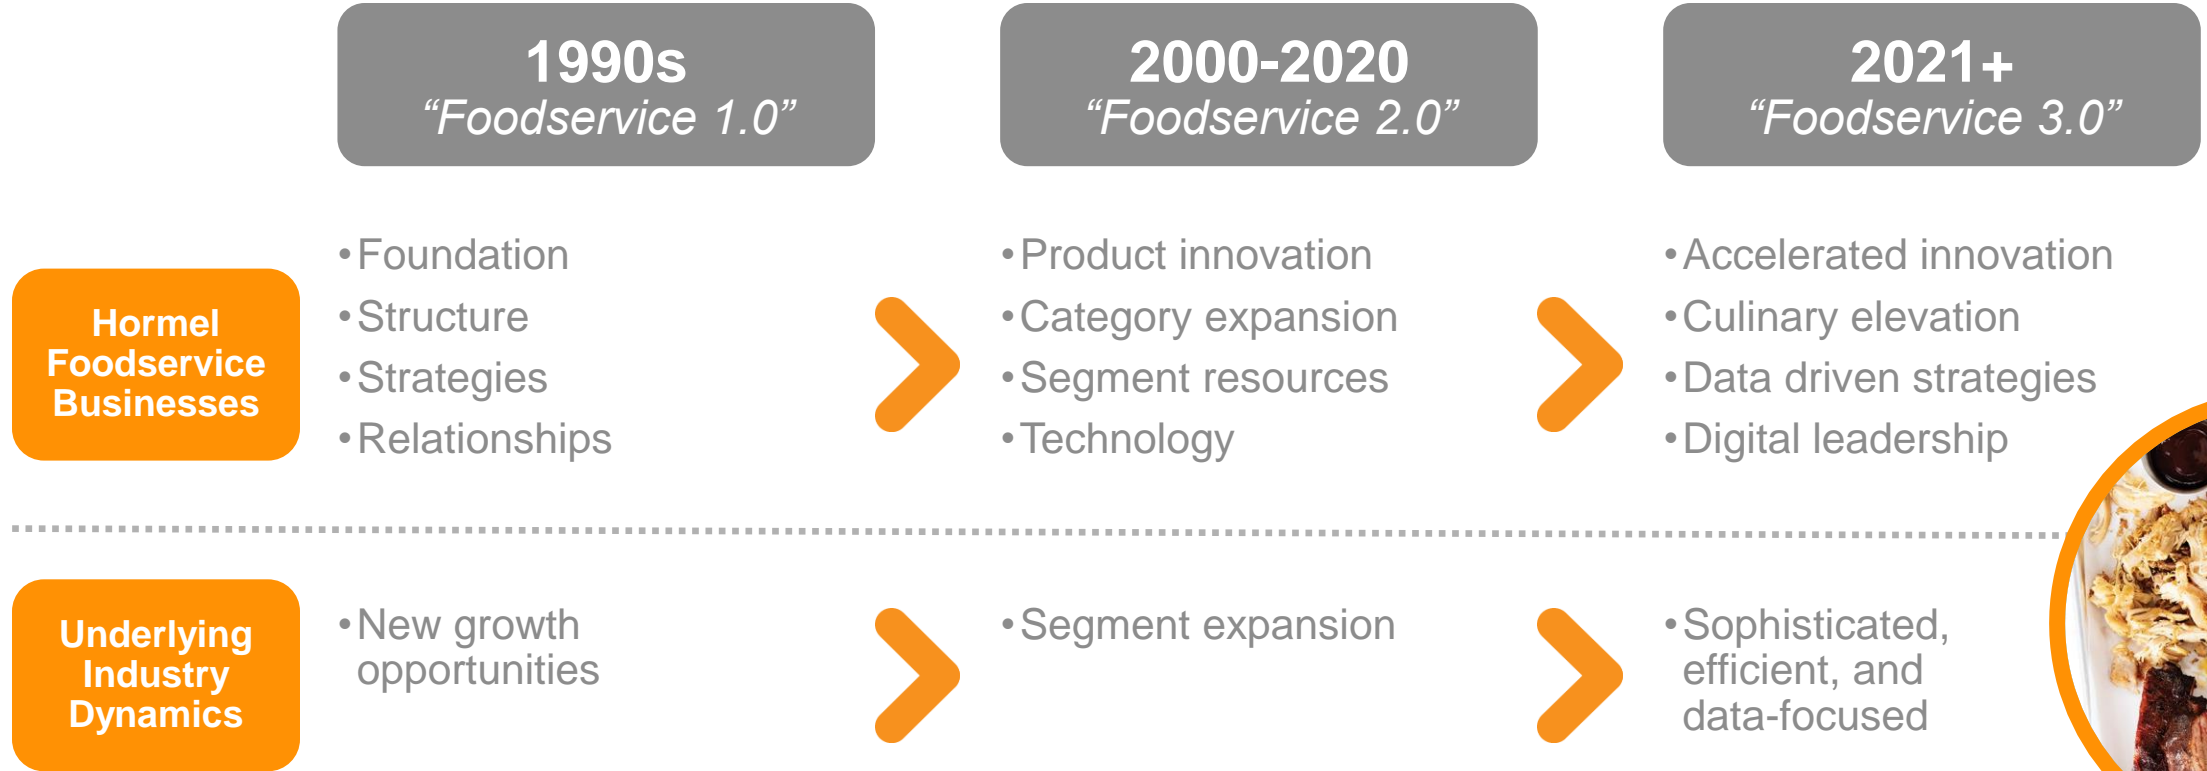 1990s
“Foodservice 1.0”
2000-2020
“Foodservice 2.0”
2021+
“Foodservice 3.0”
Hormel
Foodservice
Businesses
•Foundation
•Structure
•Strategies
•Relationships
•Product innovation
•Category expansion
•Segment resources
•Technology
•Accelerated innovation
•Culinary elevation
•Data driven strategies
•Digital leadership
Underlying
Industry
Dynamics
•New growth
opportunities
•Segment expansion
•Sophisticated,
efficient, and
data-focused